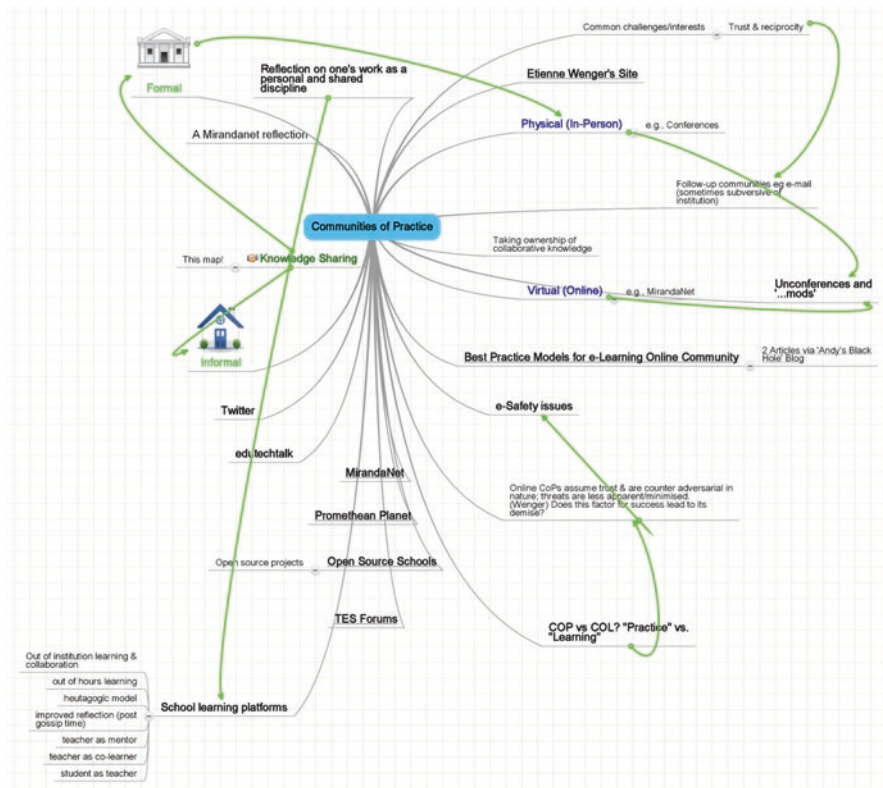 Common challenges/interests
Trust & reciprocity
Reflection on one's work as a
personal and shared
discipline
Formal
Etienne Wenger's Site
Physical (In-Person)
e.g., Conferences
A Mirandanet reflection
Follow-up communities eg e-mail
(sometimes subversive of
institution)
Communities of Practice
Taking ownership of
collaborative knowledge
This map!
Knowledge Sharing
Virtual (Online)
e.g., MirandaNet
Unconferences and
'...mods'
Informal
Best Practice Models for e-Learning Online Community
2 Articles via 'Andy's Black
Hole' Blog
Twitter
e-Safety issues
edutechtalk
MirandaNet
Online CoPs assume trust & are counter adversarial in
nature; threats are less apparent/minimised.
(Wenger) Does this factor for success lead to its
demise?
Promethean Planet
Open source projects
Open Source Schools
TES Forums
COP vs COL? "Practice" vs.
"Learning"
Out of institution learning &
collaboration
out of hours learning
heutagogic model
improved reflection (post
gossip time)
teacher as mentor
teacher as co-learner
student as teacher
School learning platforms